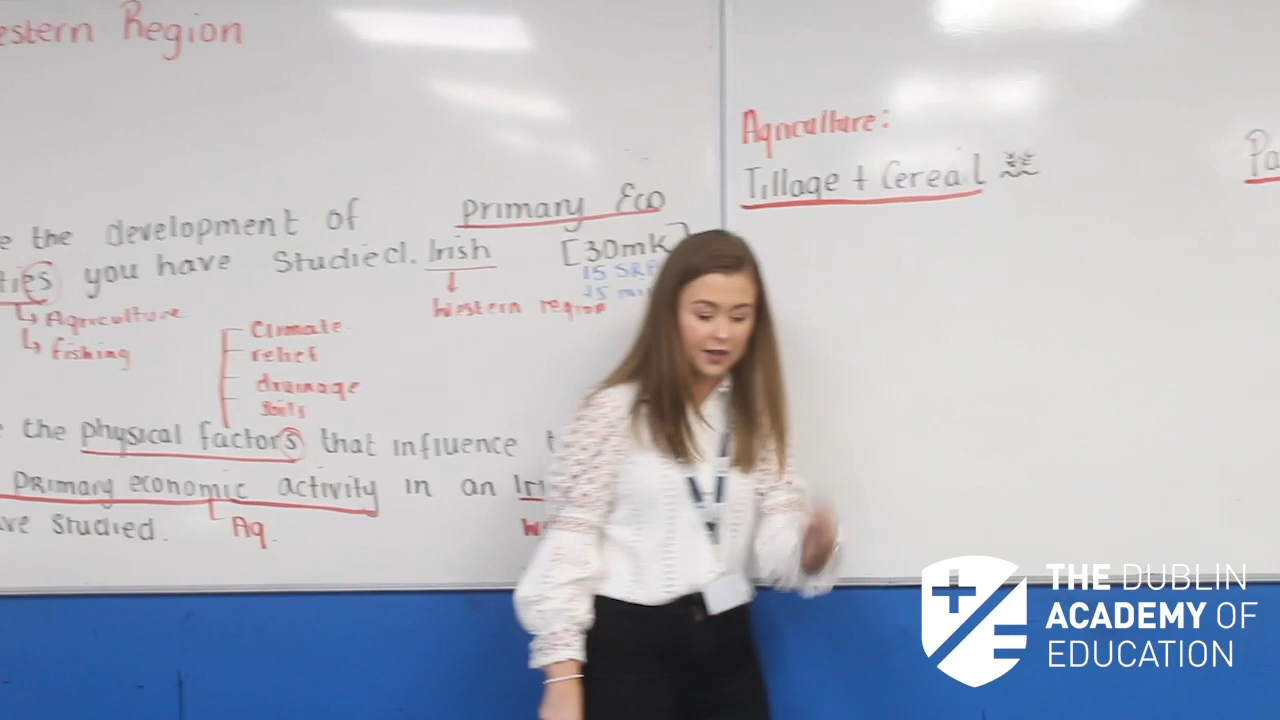 estern Region
e the development of primary Eco
ties you have Studied. Irish [30mk]
15 SR
Western region
Agriculture
fishing
Climate
relief
drainage
Soils
the physical factors that influence
Primary economic activity in an Iri
ve Studied.
Ag.
Agriculture:
Tillage + Cereal
Pa
THE DUBLIN
ACADEMY OF
EDUCATION